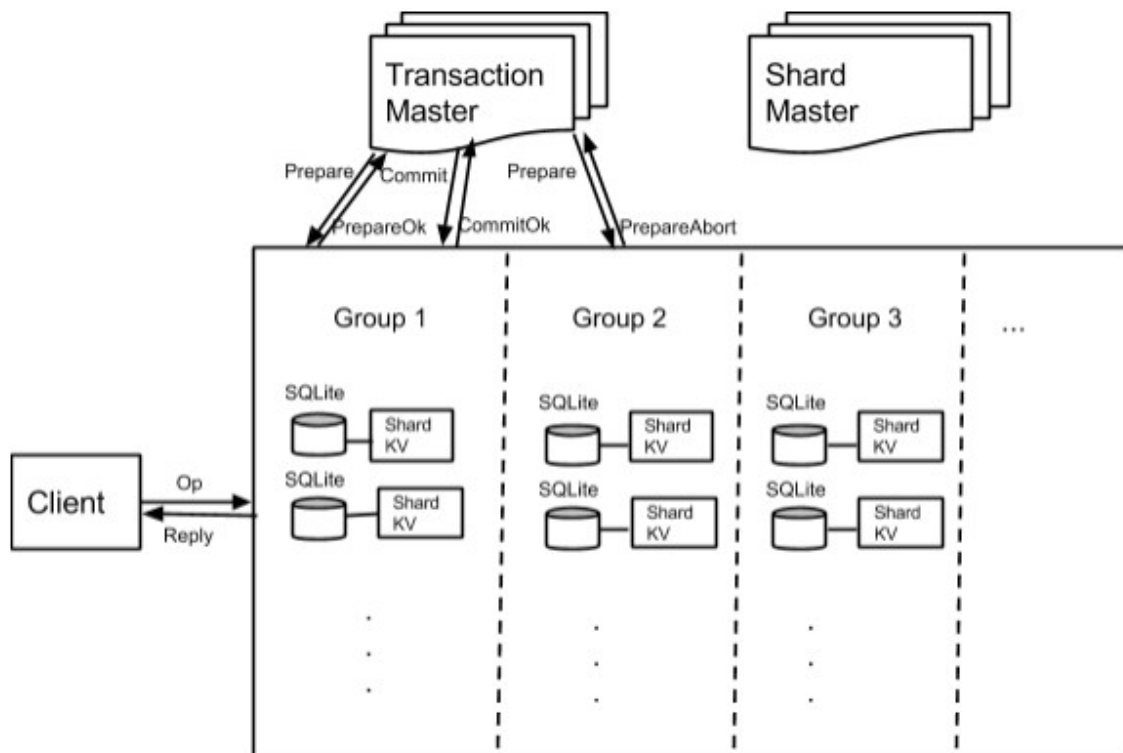 Transaction
Master
Shard
Master
Prepare
Commit
Prepare
PrepareOk
CommitOk
PrepareAbort
Group 1
Group 2
Group 3
...
SQLite
Shard
KV
SQLite
Shard
KV
SQLite
Shard
KV
SQLite
Shard
KV
SQLite
Shard
KV
SQLite
Shard
KV
Client
Op
Reply